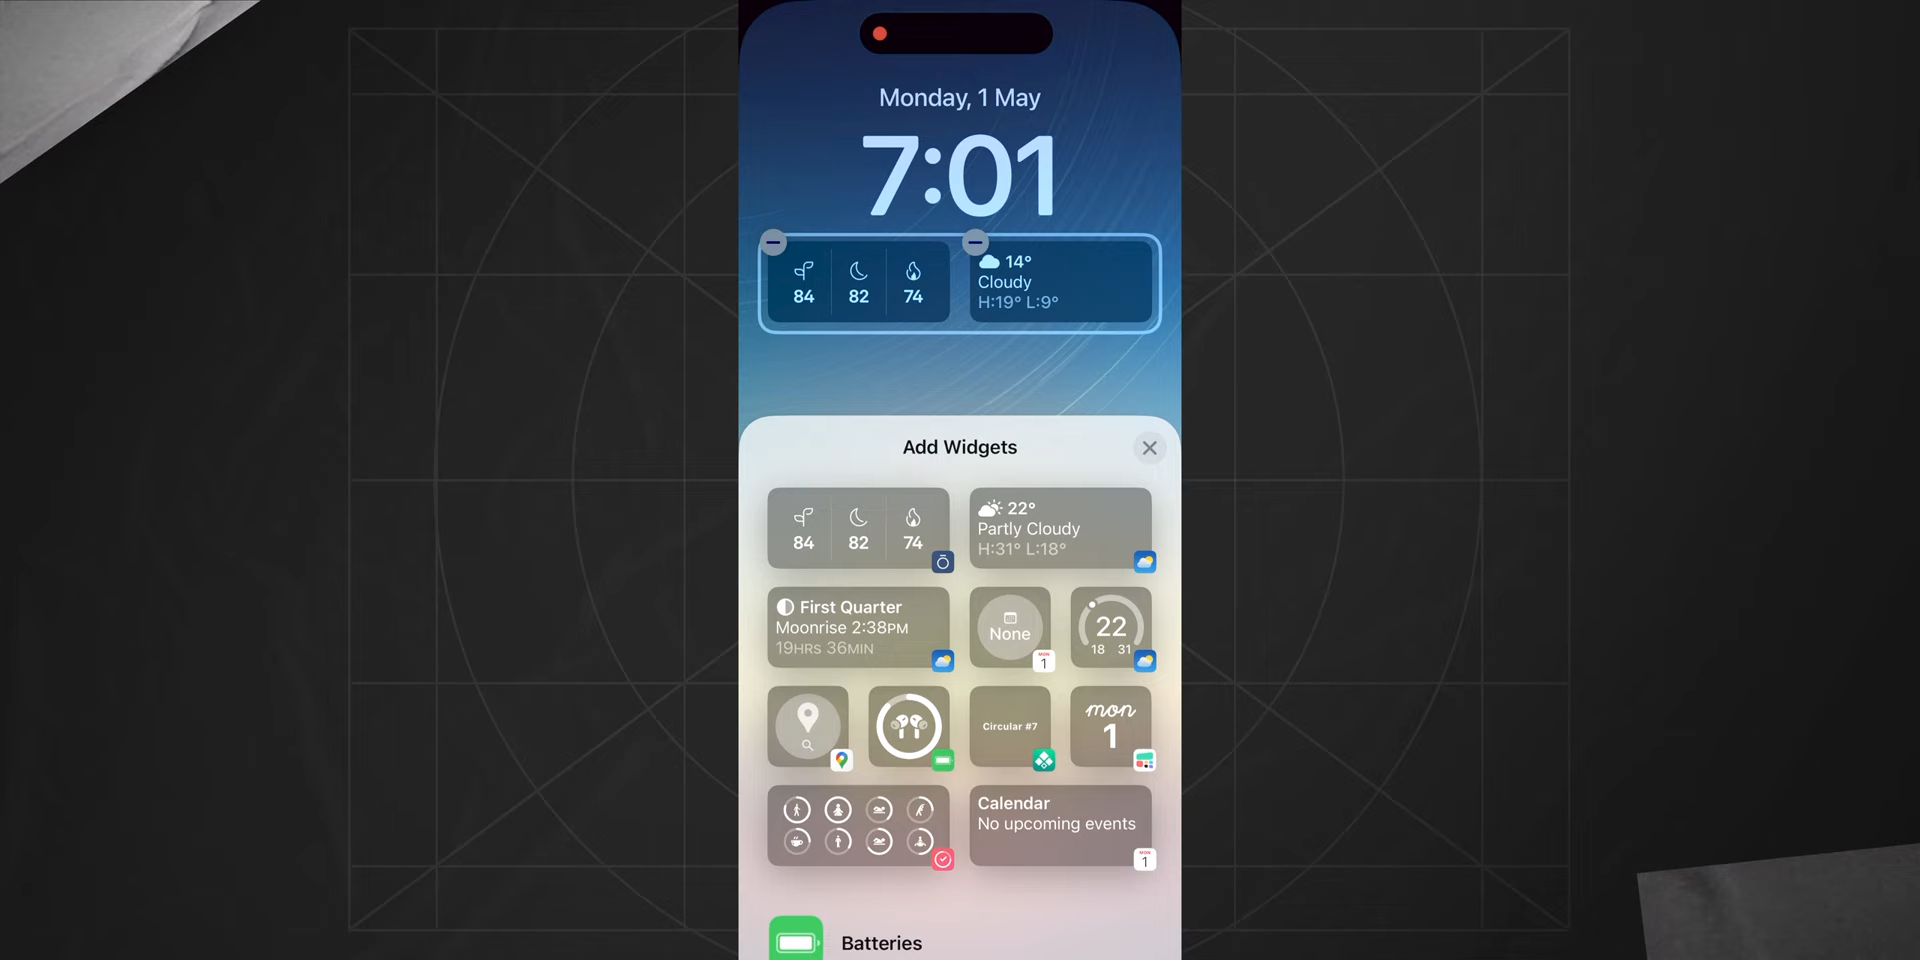 Monday, 1 May
7:01
84 82 74
14°
Cloudy
H:19° L:9°
Add Widgets
84 82 74
22°
Partly Cloudy
H:31° L:18°
First Quarter
Moonrise 2:38PM
19HRS 36MIN
None
MON
1
22
18 31
Circular #7
mon
1
Calendar
No upcoming events
MON
1
Batteries